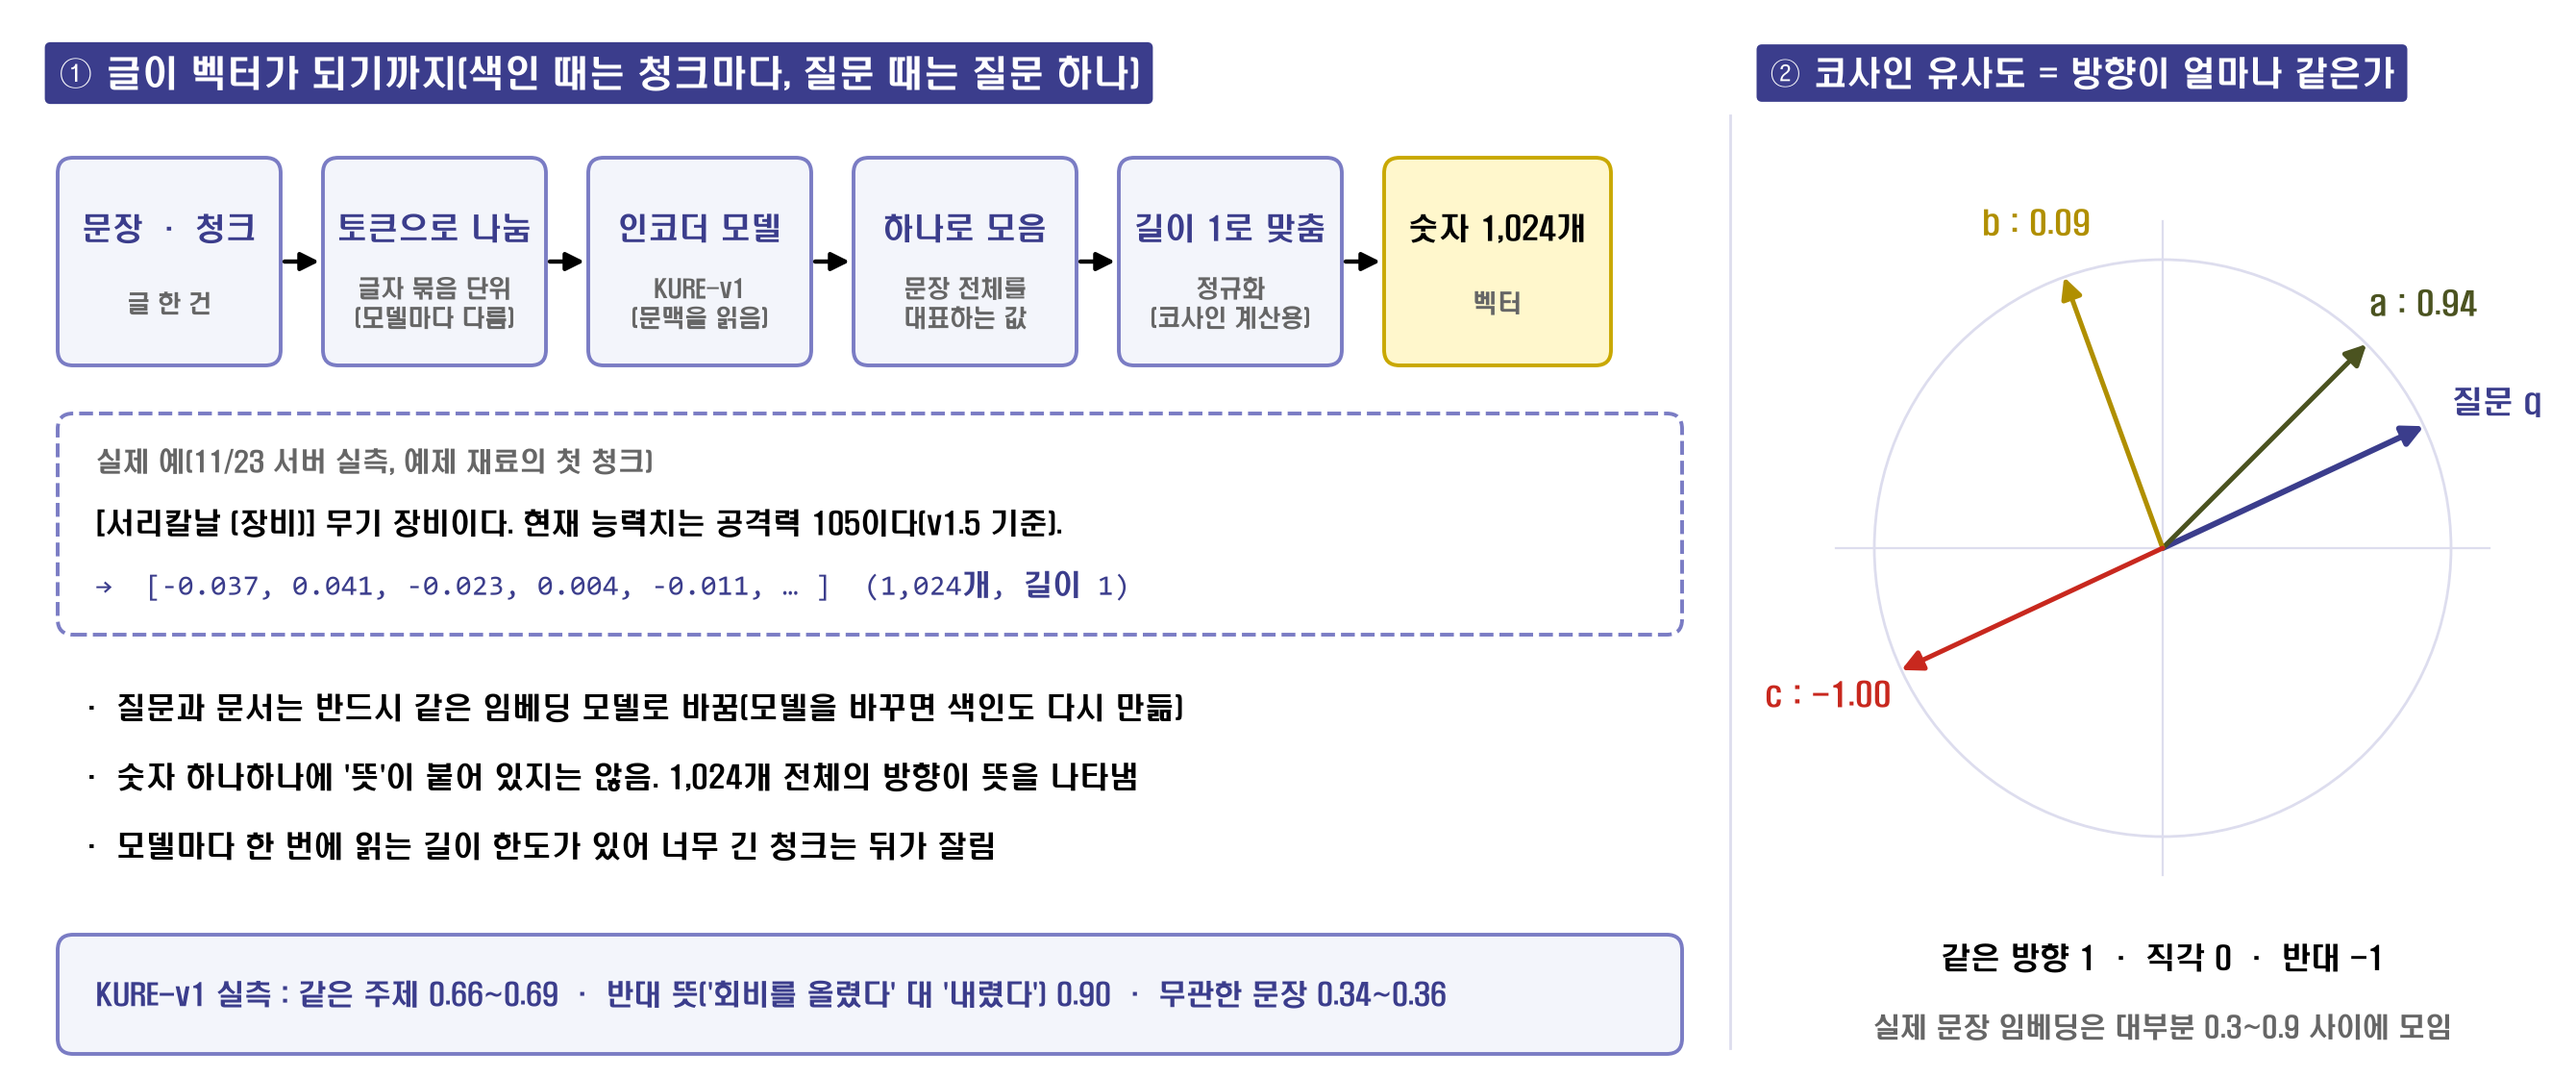 ① 글이 벡터가 되기까지(색인 때는 청크마다, 질문 때는 질문 하나)
문장 · 청크
글 한 건
토큰으로 나눔
글자 묶음 단위
(모델마다 다름)
인코더 모델
KURE-v1
(문맥을 읽음)
하나로 모음
문장 전체를
대표하는 값
길이 1로 맞춤
정규화
(코사인 계산용)
숫자 1,024개
벡터
실제 예(11/23 서버 실측, 예제 재료의 첫 청크)
[서리칼날 (장비)] 무기 장비이다. 현재 능력치는 공격력 105이다(v1.5 기준).
→ [-0.037, 0.041, -0.023, 0.004, -0.011, … ] (1,024개, 길이 1)
· 질문과 문서는 반드시 같은 임베딩 모델로 바꿈(모델을 바꾸면 색인도 다시 만듦)
· 숫자 하나하나에 '뜻'이 붙어 있지는 않음. 1,024개 전체의 방향이 뜻을 나타냄
· 모델마다 한 번에 읽는 길이 한도가 있어 너무 긴 청크는 뒤가 잘림
KURE-v1 실측 : 같은 주제 0.66~0.69 · 반대 뜻('회비를 올렸다' 대 '내렸다') 0.90 · 무관한 문장 0.34~0.36
② 코사인 유사도 = 방향이 얼마나 같은가
b : 0.09
a : 0.94
질문 q
c : -1.00
같은 방향 1 · 직각 0 · 반대 -1
실제 문장 임베딩은 대부분 0.3~0.9 사이에 모임